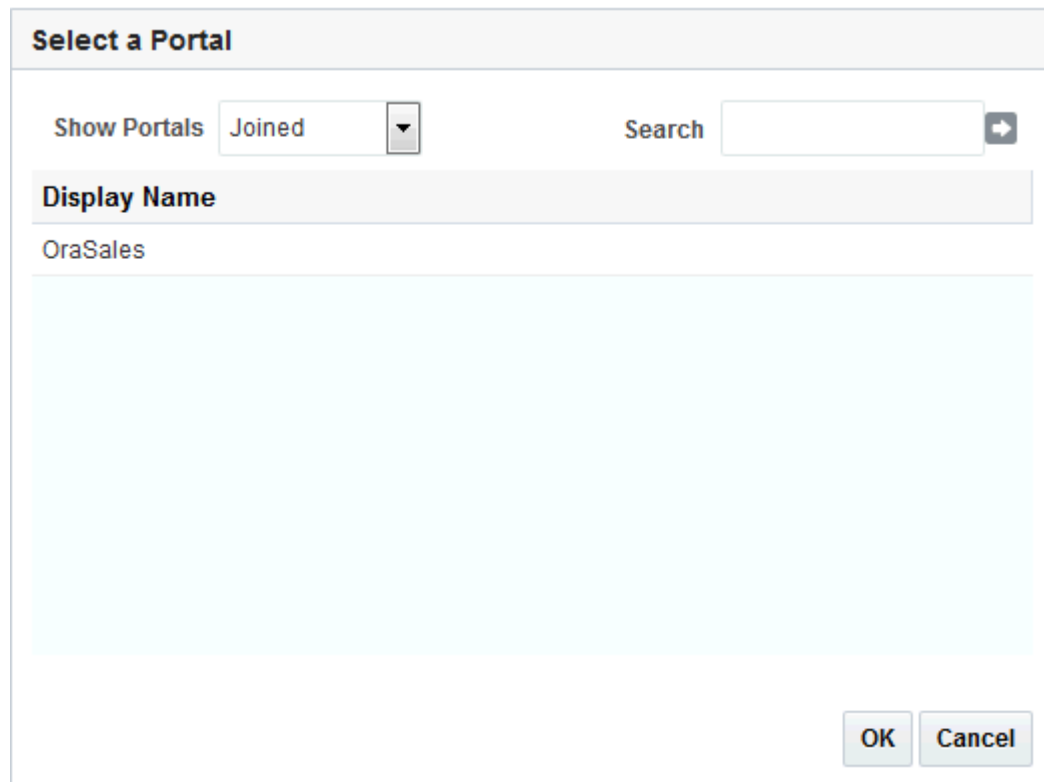 Select a Portal
Show Portals Joined Search
Display Name
OraSales
OK Cancel